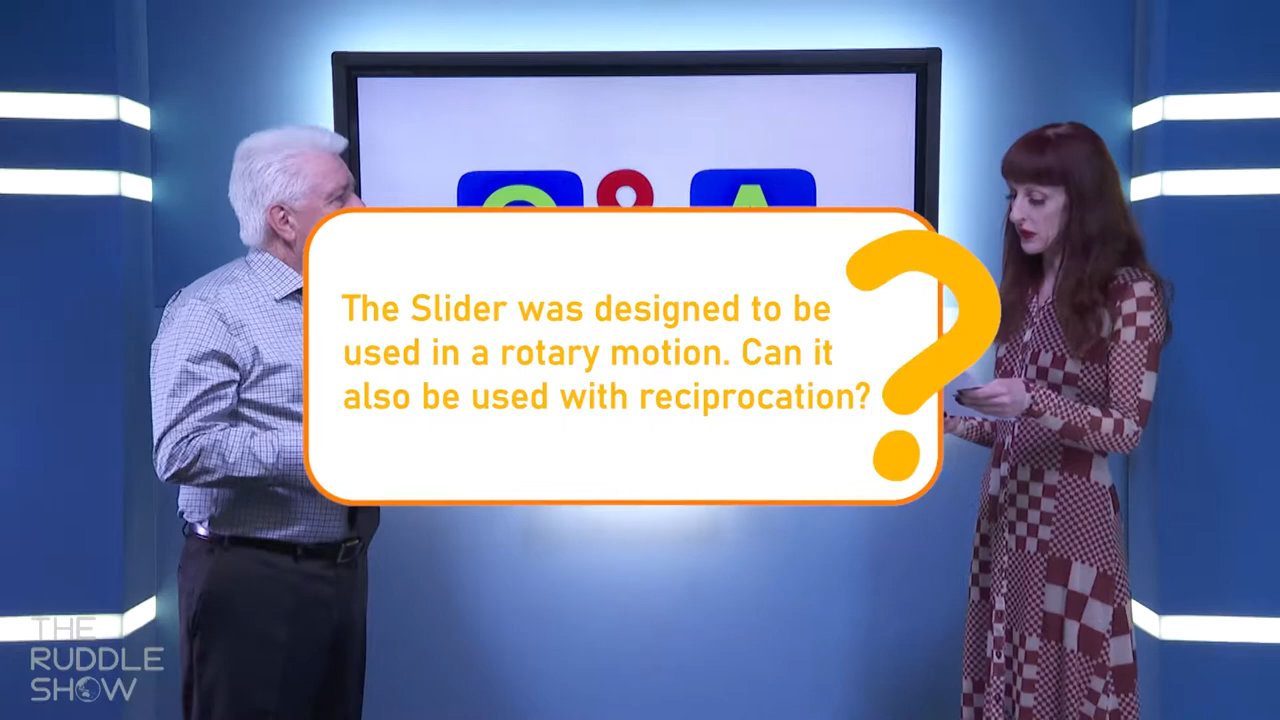 Q & A
The Slider was designed to be
used in a rotary motion. Can it
also be used with reciprocation?
?
THE
RUDDLE
SHOW